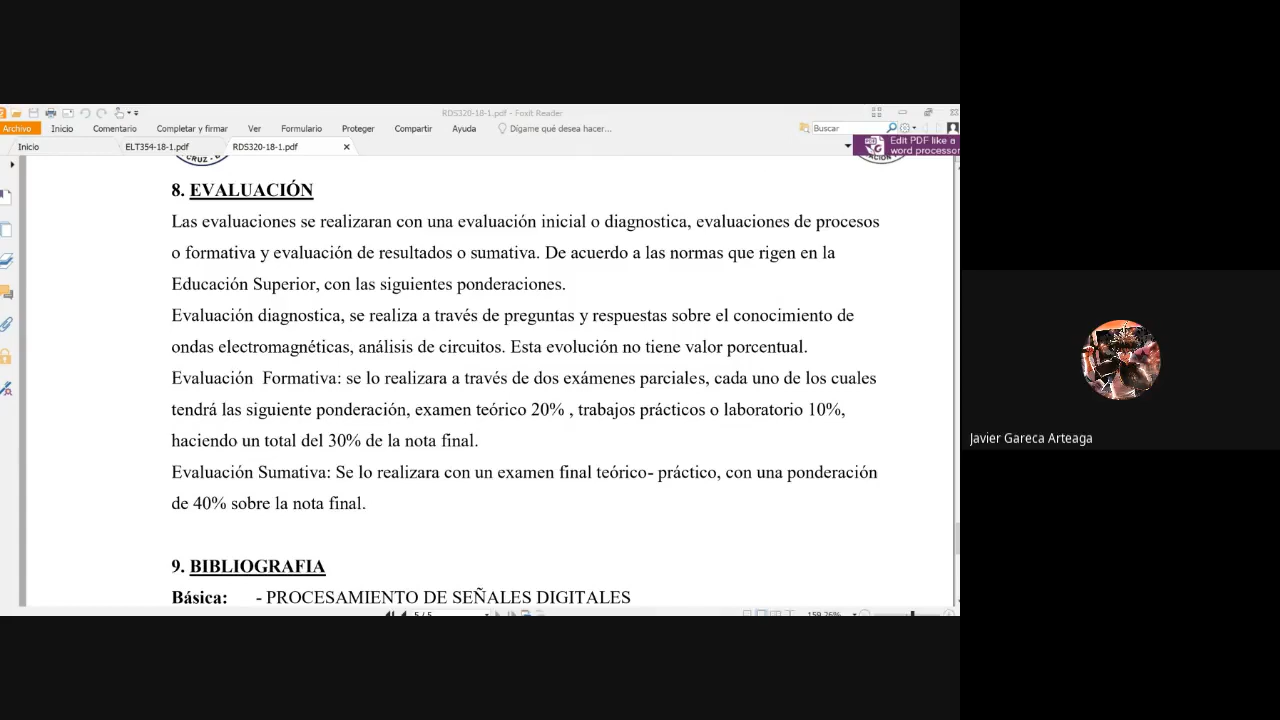 RDS320-18-1.pdf - Foxit Reader
Archivo Inicio Comentario Completar y firmar Ver Formulario Proteger Compartir Ayuda Dígame qué desea hacer... Buscar
Inicio ELT354-18-1.pdf RDS320-18-1.pdf
Edit PDF like a
word processor
CRUZ
8. EVALUACIÓN
Las evaluaciones se realizaran con una evaluación inicial o diagnostica, evaluaciones de procesos
o formativa y evaluación de resultados o sumativa. De acuerdo a las normas que rigen en la
Educación Superior, con las siguientes ponderaciones.
Evaluación diagnostica, se realiza a través de preguntas y respuestas sobre el conocimiento de
ondas electromagnéticas, análisis de circuitos. Esta evolución no tiene valor porcentual.
Evaluación Formativa: se lo realizara a través de dos exámenes parciales, cada uno de los cuales
tendrá las siguiente ponderación, examen teórico 20% , trabajos prácticos o laboratorio 10%,
haciendo un total del 30% de la nota final.
Evaluación Sumativa: Se lo realizara con un examen final teórico- práctico, con una ponderación
de 40% sobre la nota final.
9. BIBLIOGRAFIA
Básica: - PROCESAMIENTO DE SEÑALES DIGITALES
5 / 5 159.76%
Javier Gareca Arteaga